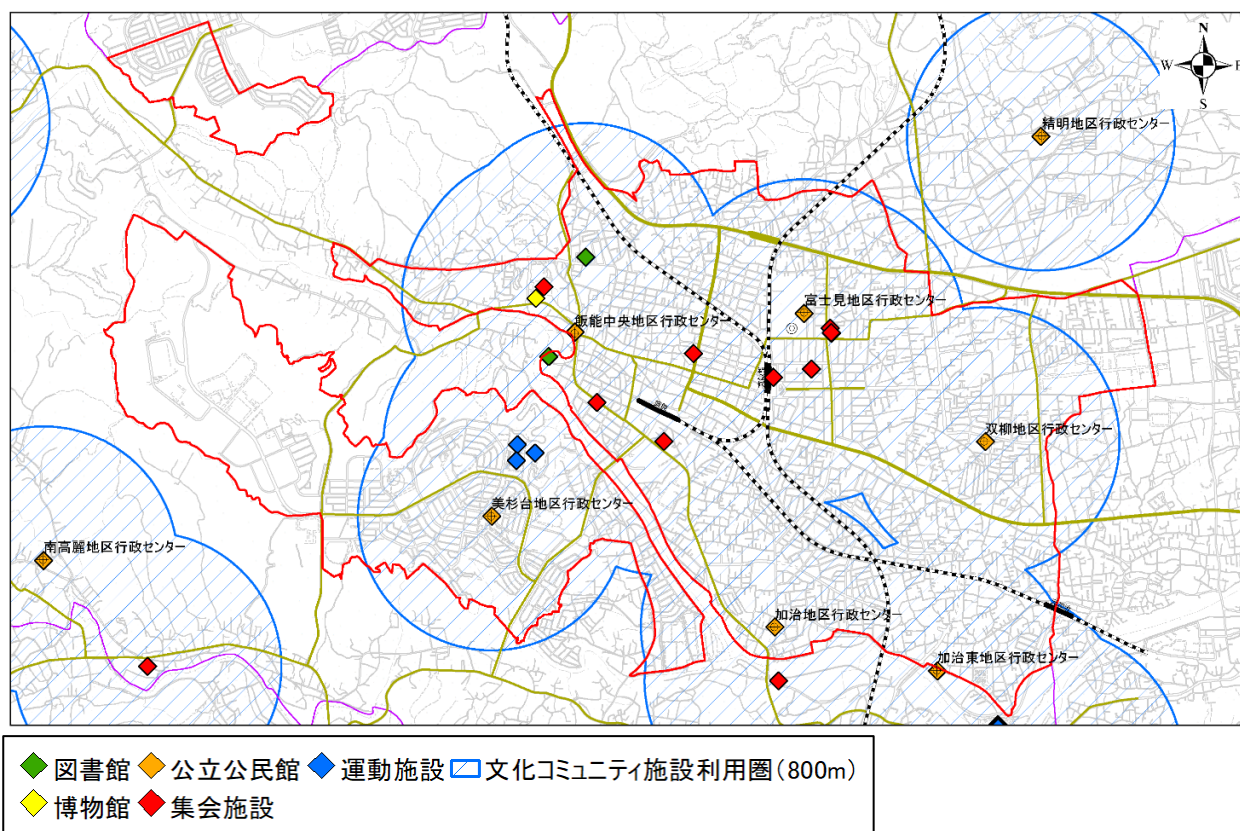 N
W E
S
精明地区行政センター
富士見地区行政センター
飯能中央地区行政センター
双柳地区行政センター
美杉台地区行政センター
南高麗地区行政センター
加治地区行政センター
加治東地区行政センター
図書館 公立公民館 運動施設 文化コミュニティ施設利用圏(800m)
博物館 集会施設